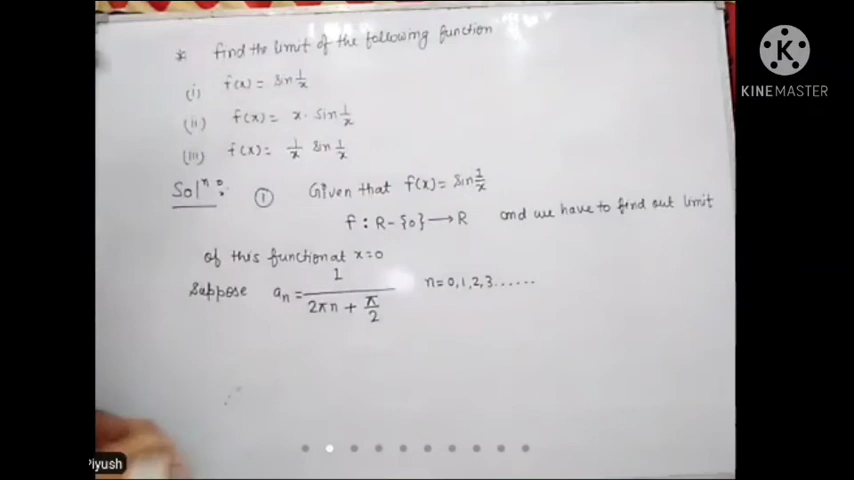 * find the limit of the following function
(i) f(x) = sin 1/x
(ii) f(x) = x. sin 1/x
(iii) f(x) = 1/x sin 1/x
Solⁿ: ① Given that f(x) = sin 1/x
f : R-{0} → R and we have to find out limit
of this function at x=0
Suppose aₙ = 1/(2πn + π/2) n=0,1,2,3......
Piyush
K
KINEMASTER